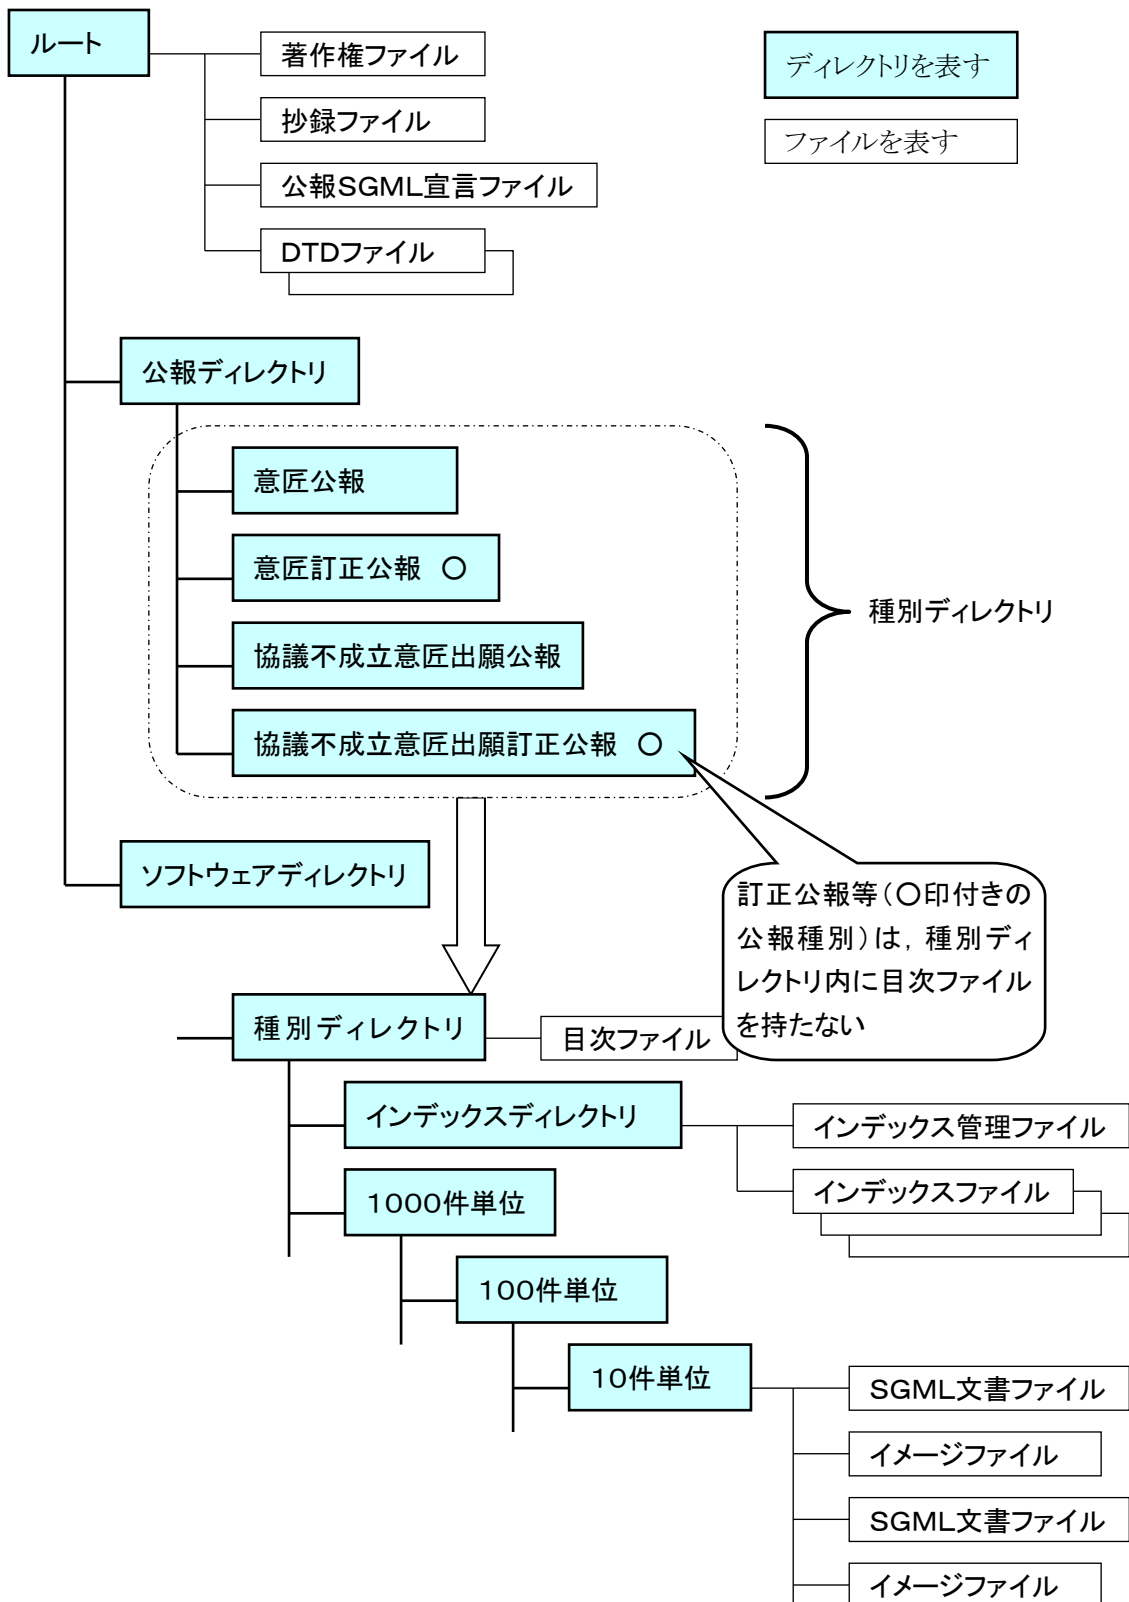 ルート
著作権ファイル
抄録ファイル
公報SGML宣言ファイル
DTDファイル
ディレクトリを表す
ファイルを表す
公報ディレクトリ
意匠公報
意匠訂正公報 〇
協議不成立意匠出願公報
協議不成立意匠出願訂正公報 〇
種別ディレクトリ
ソフトウェアディレクトリ
訂正公報等(〇印付きの
公報種別)は,種別ディ
レクトリ内に目次ファイル
を持たない
種別ディレクトリ
目次ファイル
インデックスディレクトリ
インデックス管理ファイル
インデックスファイル
1000件単位
100件単位
10件単位
SGML文書ファイル
イメージファイル
SGML文書ファイル
イメージファイル